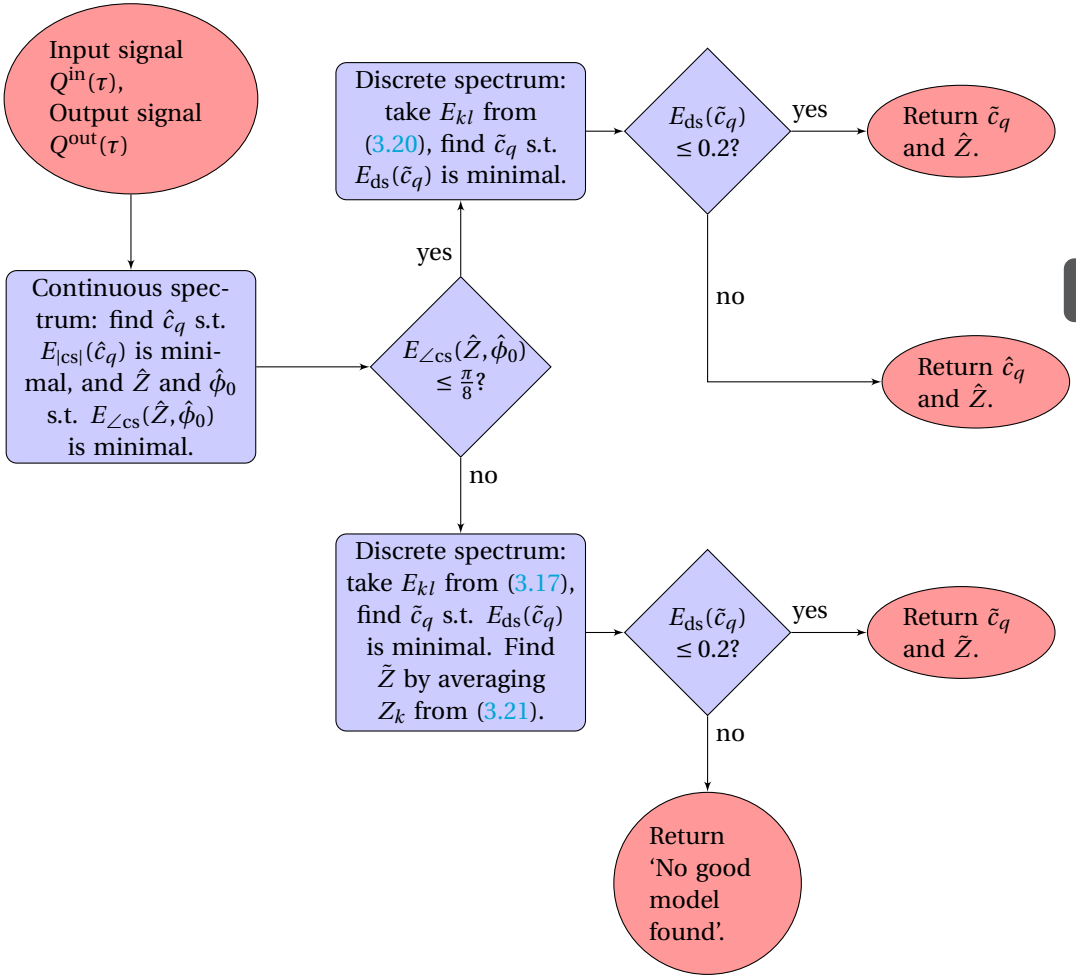 Input signal
Q^in(τ),
Output signal
Q^out(τ)
Continuous spec-
trum: find ĉ_q s.t.
E_|cs|(ĉ_q) is mini-
mal, and Ẑ and ϕ̂_0
s.t. E_∠cs(Ẑ, ϕ̂_0)
is minimal.
E_∠cs(Ẑ, ϕ̂_0)
≤ π/8?
yes
no
Discrete spectrum:
take E_kl from
(3.20), find c̃_q s.t.
E_ds(c̃_q) is minimal.
E_ds(c̃_q)
≤ 0.2?
yes
Return c̃_q
and Ẑ.
no
Return ĉ_q
and Ẑ.
Discrete spectrum:
take E_kl from (3.17),
find c̃_q s.t. E_ds(c̃_q)
is minimal. Find
Z̃ by averaging
Z_k from (3.21).
E_ds(c̃_q)
≤ 0.2?
yes
Return c̃_q
and Z̃.
no
Return
‘No good
model
found’.